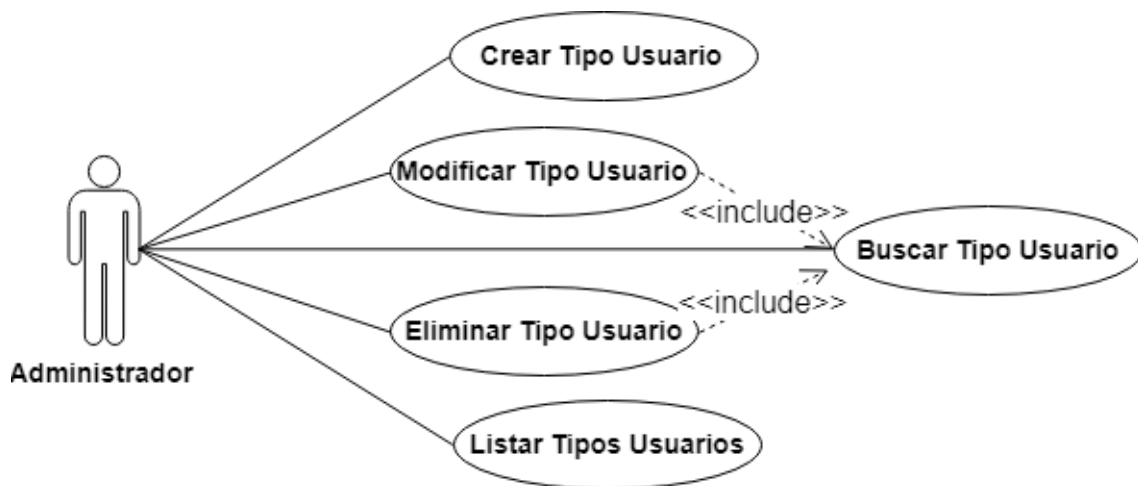 Crear Tipo Usuario
Modificar Tipo Usuario
<<include>>
Buscar Tipo Usuario
<<include>>
Eliminar Tipo Usuario
Administrador
Listar Tipos Usuarios